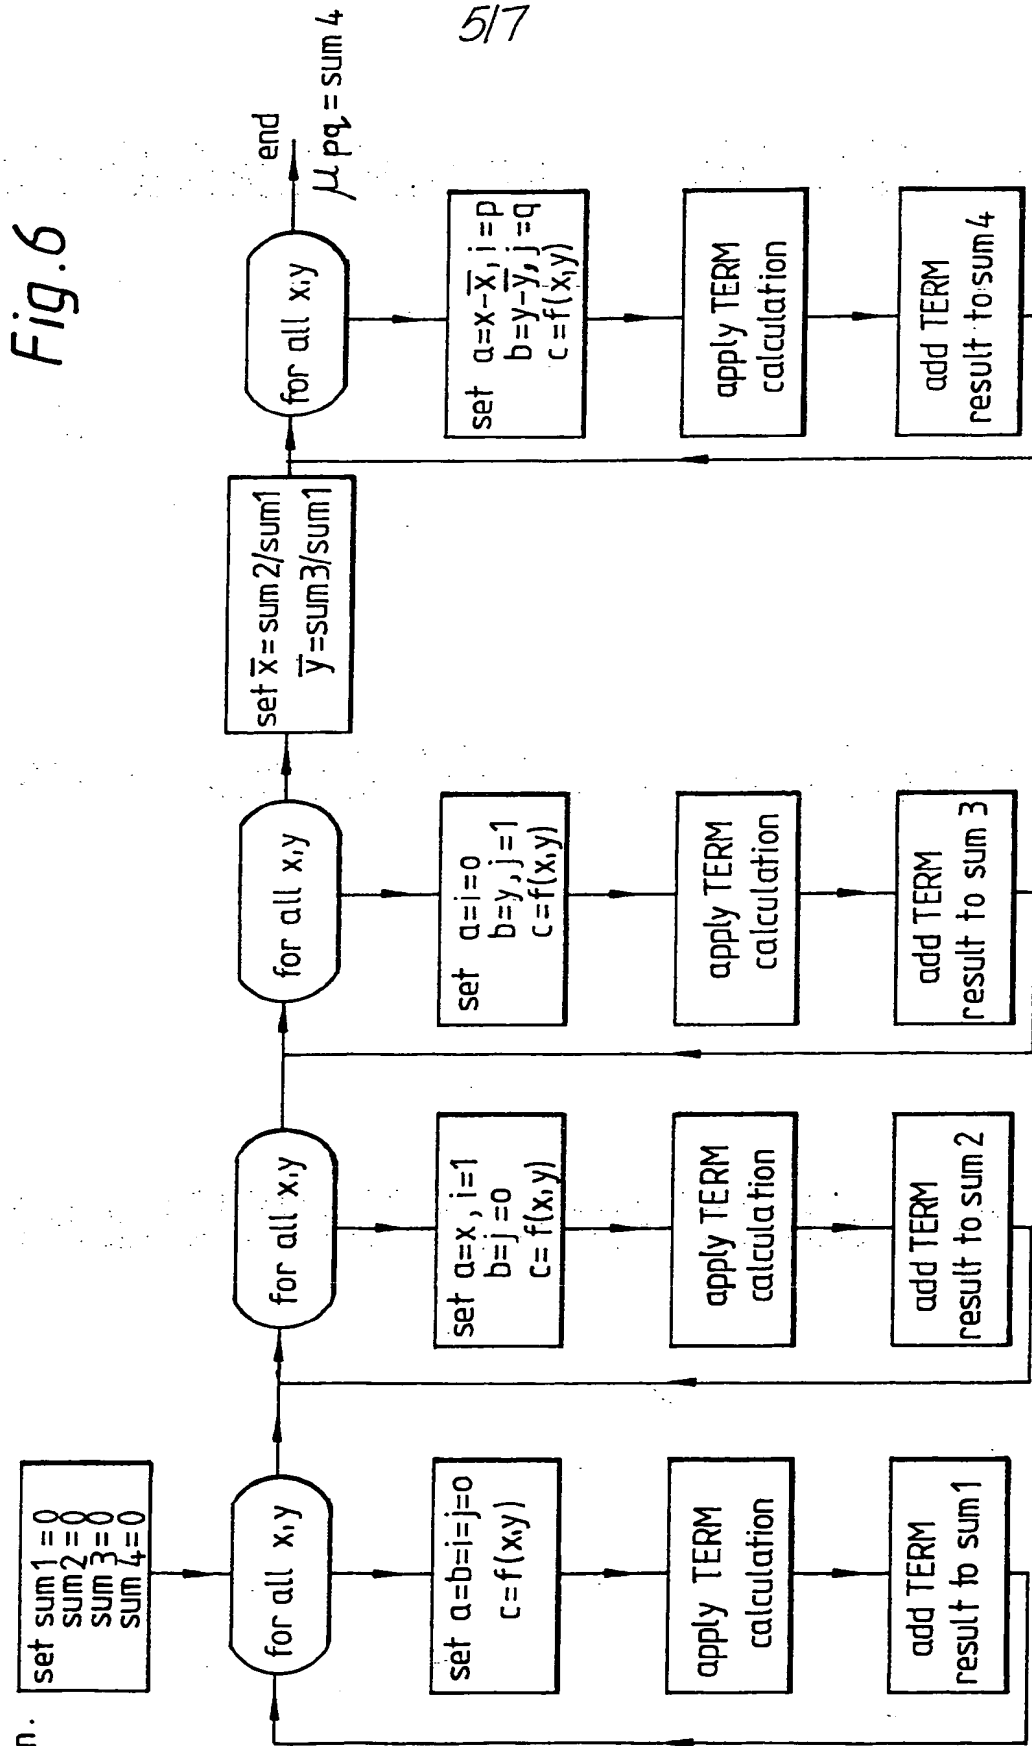 5/7
Fig.6
n.
set sum1=0
sum2=0
sum3=0
sum4=0
for all x,y
set a=b=i=j=0
c=f(x,y)
apply TERM
calculation
add TERM
result to sum1
for all x,y
set a=x, i=1
b=j=0
c=f(x,y)
apply TERM
calculation
add TERM
result to sum2
for all x,y
set a=i=0
b=y, j=1
c=f(x,y)
apply TERM
calculation
add TERM
result to sum 3
set x̅=sum2/sum1
y̅=sum3/sum1
for all x,y
set a=x-x̅, i=p
b=y-y̅, j=q
c=f(x,y)
apply TERM
calculation
add TERM
result to sum4
end
μpq = sum 4